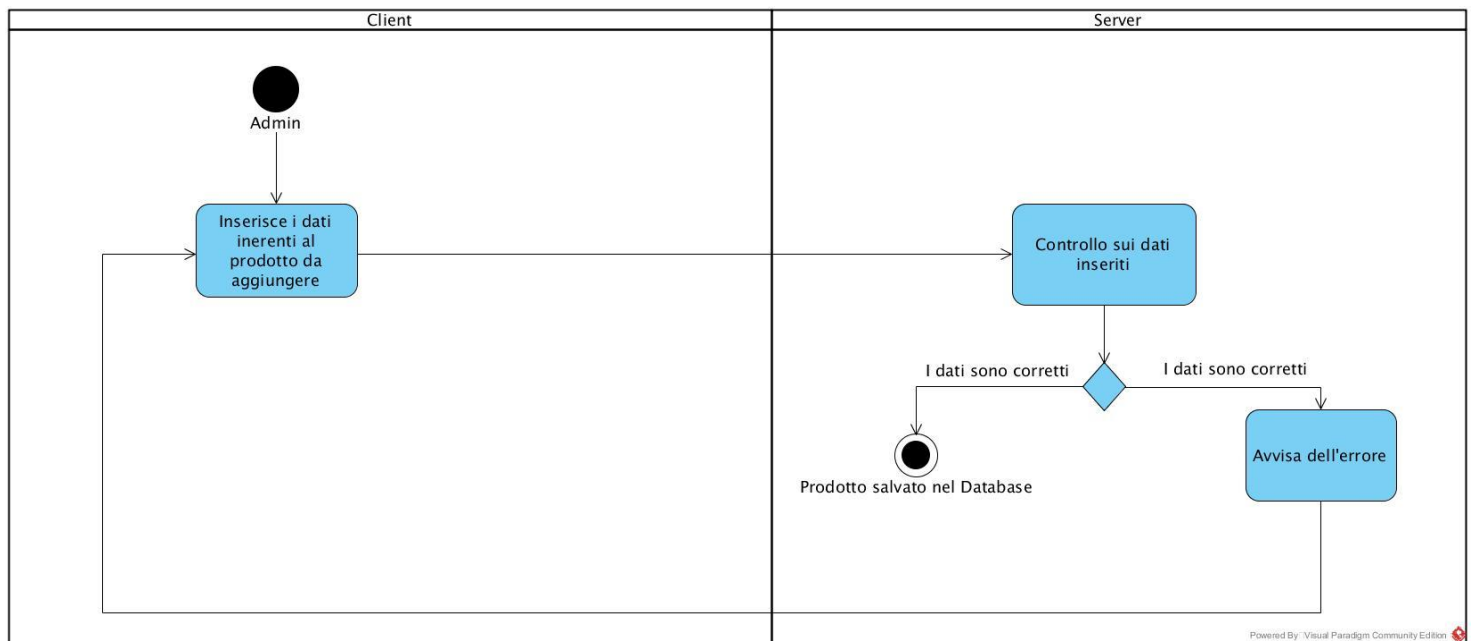 Client
Server
Admin
Inserisce i dati
inerenti al
prodotto da
aggiungere
Controllo sui dati
inseriti
I dati sono corretti
I dati sono corretti
Avvisa dell'errore
Prodotto salvato nel Database
Powered By Visual Paradigm Community Edition